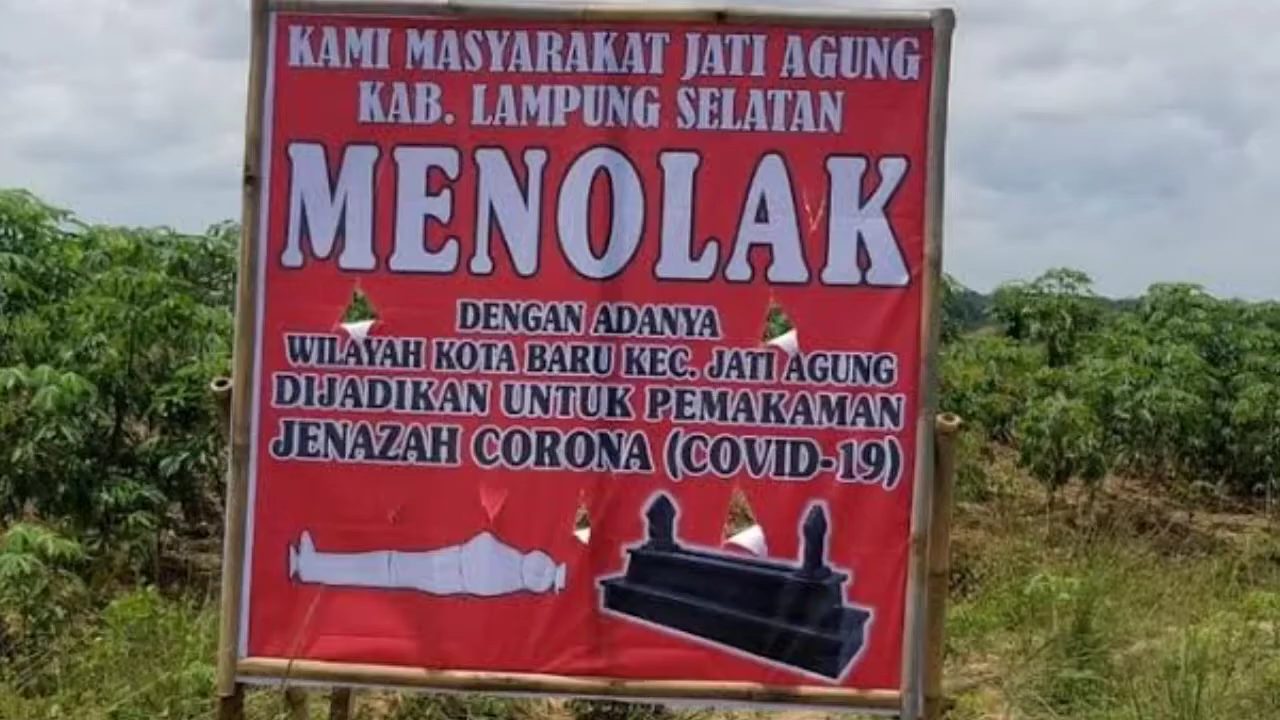 KAMI MASYARAKAT JATI AGUNG
KAB. LAMPUNG SELATAN
MENOLAK
DENGAN ADANYA
WILAYAH KOTA BARU KEC. JATI AGUNG
DIJADIKAN UNTUK PEMAKAMAN
JENAZAH CORONA (COVID-19)